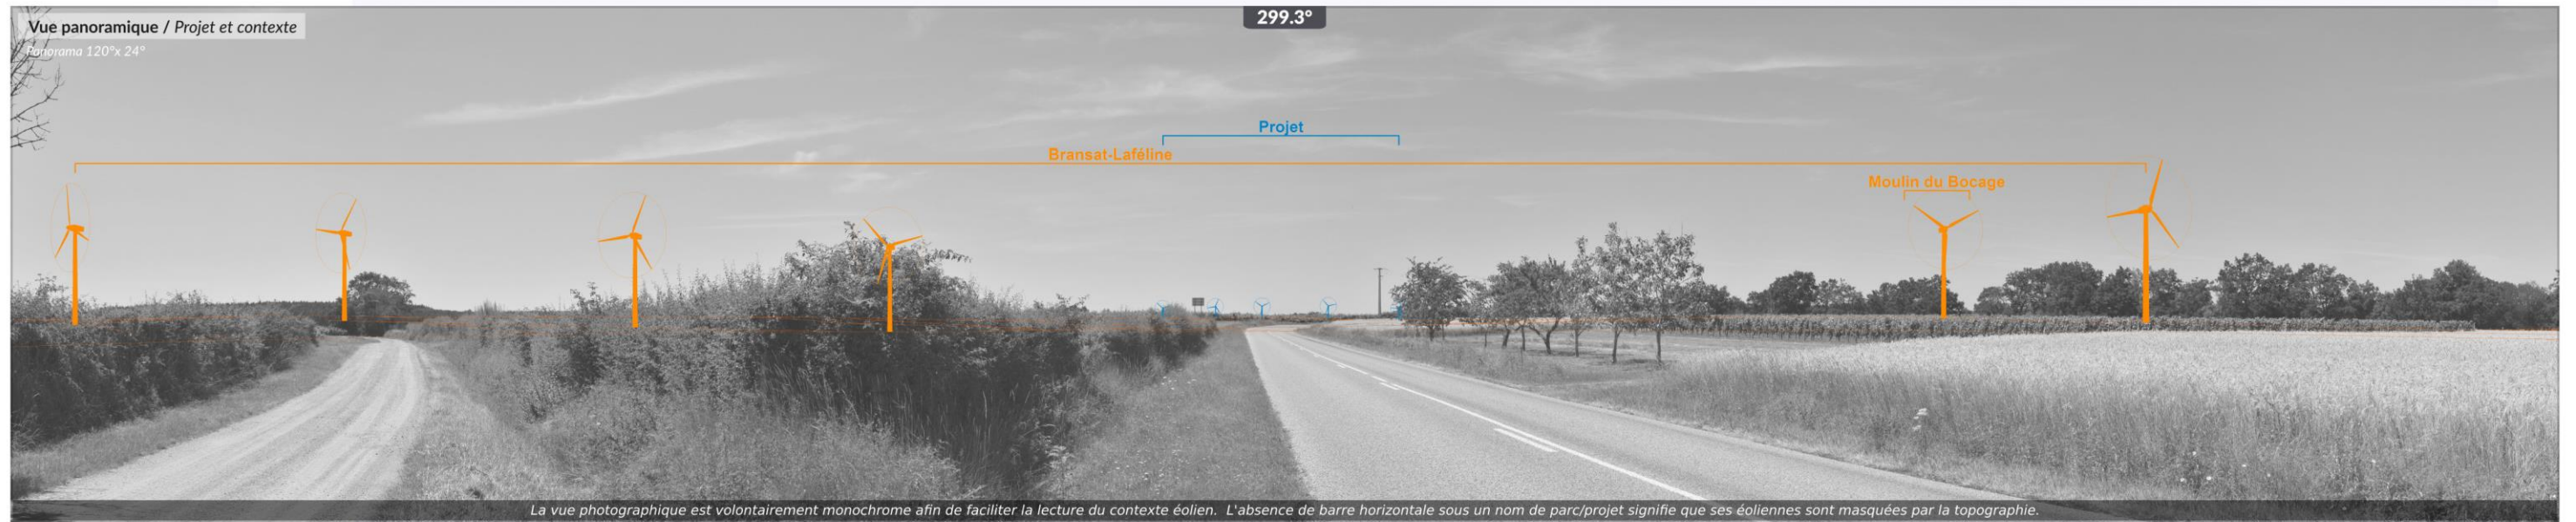 Vue panoramique / Projet et contexte
299.3°
Panorama 120°x 24°
Projet
Bransat-Laféline
Moulin du Bocage
La vue photographique est volontairement monochrome afin de faciliter la lecture du contexte éolien. L'absence de barre horizontale sous un nom de parc/projet signifie que ses éoliennes sont masquées par la topographie.